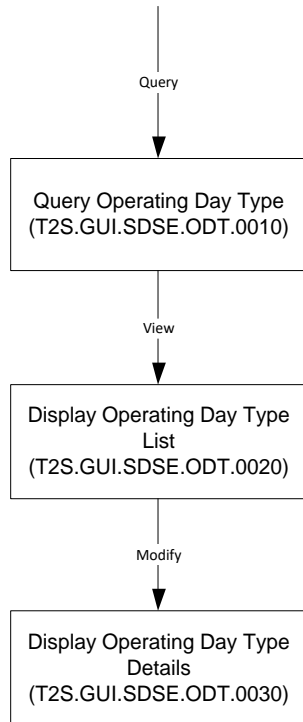 Query
Query Operating Day Type
(T2S.GUI.SDSE.ODT.0010)
View
Display Operating Day Type
List
(T2S.GUI.SDSE.ODT.0020)
Modify
Display Operating Day Type
Details
(T2S.GUI.SDSE.ODT.0030)